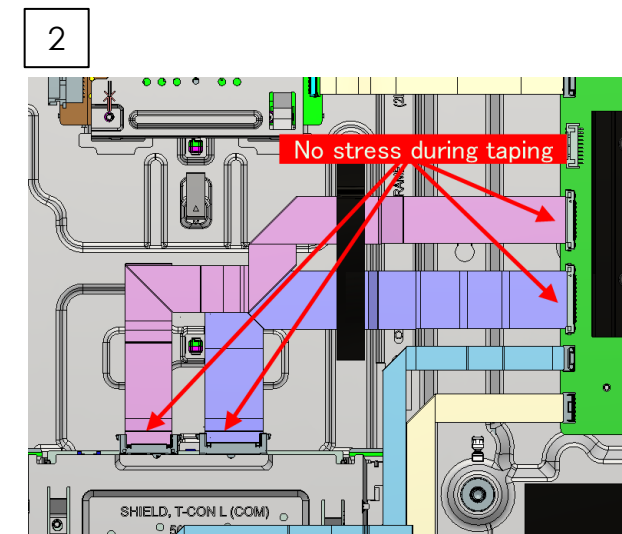 2
No stress during taping
SHIELD, T-CON L (COM)